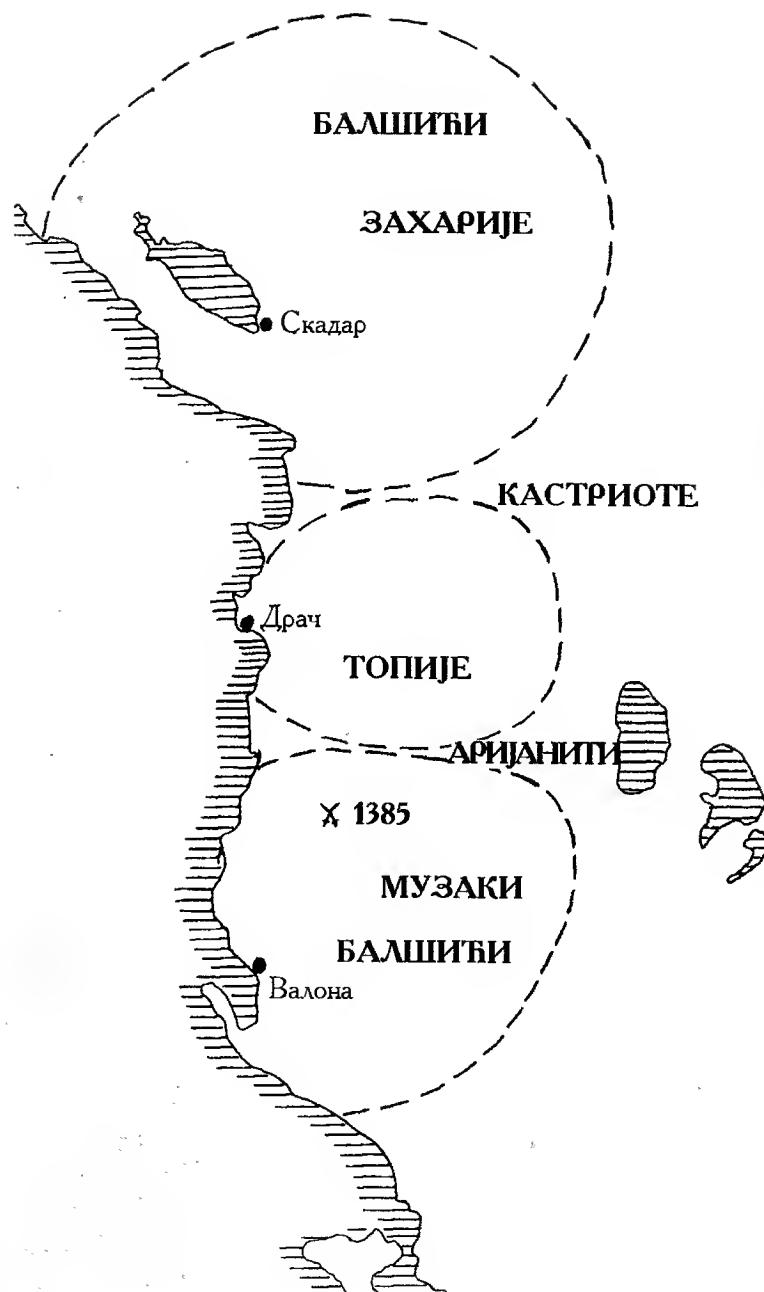 БАЛШИЋИ
ЗАХАРИЈЕ
Скадар
КАСТРИОТЕ
Драч
ТОПИЈЕ
АРИЈАНИТИ
1385
МУЗАКИ
БАЛШИЋИ
Валона